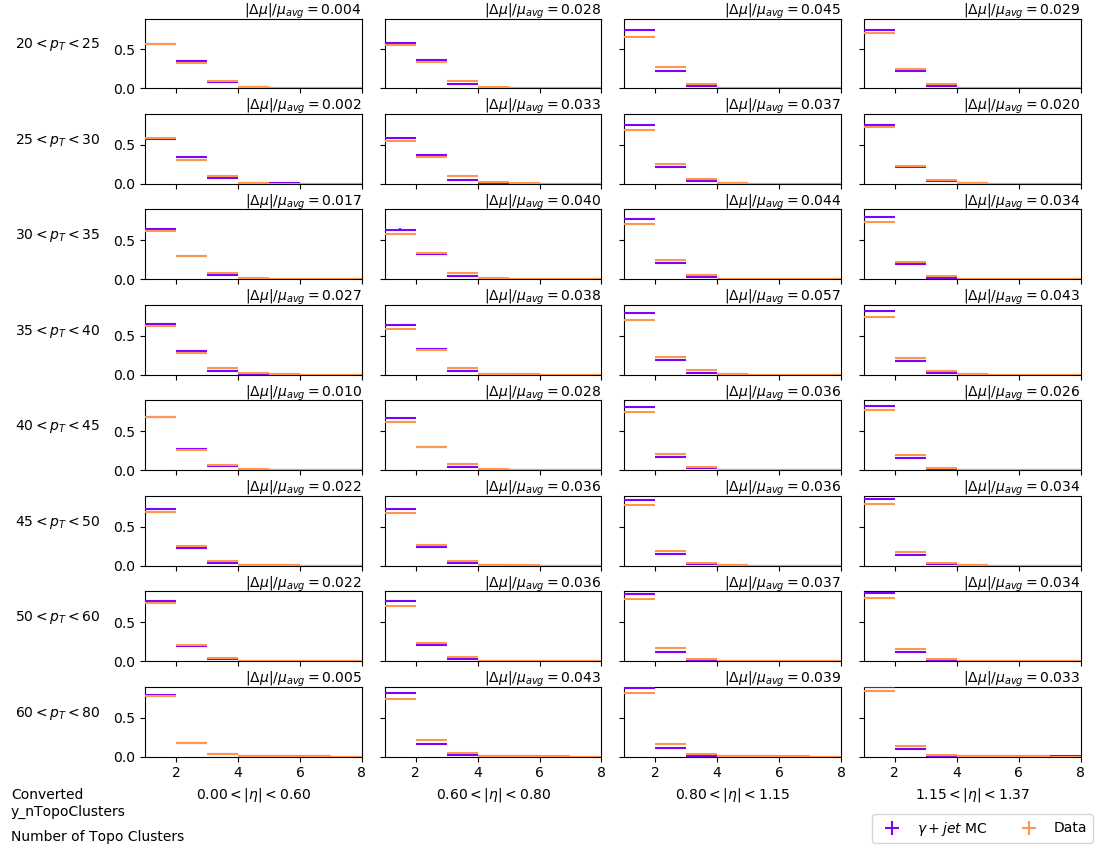 |Δμ|/μavg = 0.004 |Δμ|/μavg = 0.028 |Δμ|/μavg = 0.045 |Δμ|/μavg = 0.029
20 < pT < 25
0.5
0.0
|Δμ|/μavg = 0.002 |Δμ|/μavg = 0.033 |Δμ|/μavg = 0.037 |Δμ|/μavg = 0.020
25 < pT < 30
0.5
0.0
|Δμ|/μavg = 0.017 |Δμ|/μavg = 0.040 |Δμ|/μavg = 0.044 |Δμ|/μavg = 0.034
30 < pT < 35
0.5
0.0
|Δμ|/μavg = 0.027 |Δμ|/μavg = 0.038 |Δμ|/μavg = 0.057 |Δμ|/μavg = 0.043
35 < pT < 40
0.5
0.0
|Δμ|/μavg = 0.010 |Δμ|/μavg = 0.028 |Δμ|/μavg = 0.036 |Δμ|/μavg = 0.026
40 < pT < 45
0.5
0.0
|Δμ|/μavg = 0.022 |Δμ|/μavg = 0.036 |Δμ|/μavg = 0.036 |Δμ|/μavg = 0.034
45 < pT < 50
0.5
0.0
|Δμ|/μavg = 0.022 |Δμ|/μavg = 0.036 |Δμ|/μavg = 0.037 |Δμ|/μavg = 0.034
50 < pT < 60
0.5
0.0
|Δμ|/μavg = 0.005 |Δμ|/μavg = 0.043 |Δμ|/μavg = 0.039 |Δμ|/μavg = 0.033
60 < pT < 80
0.5
0.0
2 4 6 8 2 4 6 8 2 4 6 8 2 4 6 8
Converted 0.00 < |η| < 0.60 0.60 < |η| < 0.80 0.80 < |η| < 1.15 1.15 < |η| < 1.37
y_nTopoClusters
γ + jet MC Data
Number of Topo Clusters